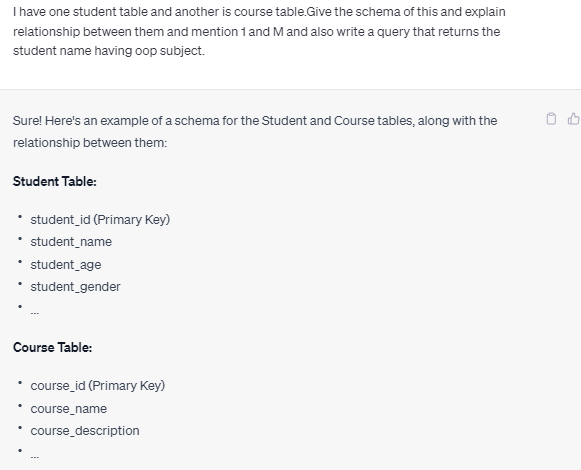 I have one student table and another is course table.Give the schema of this and explain
relationship between them and mention 1 and M and also write a query that returns the
student name having oop subject.
Sure! Here's an example of a schema for the Student and Course tables, along with the
relationship between them:
Student Table:
• student_id (Primary Key)
• student_name
• student_age
• student_gender
• ...
Course Table:
• course_id (Primary Key)
• course_name
• course_description
• ...